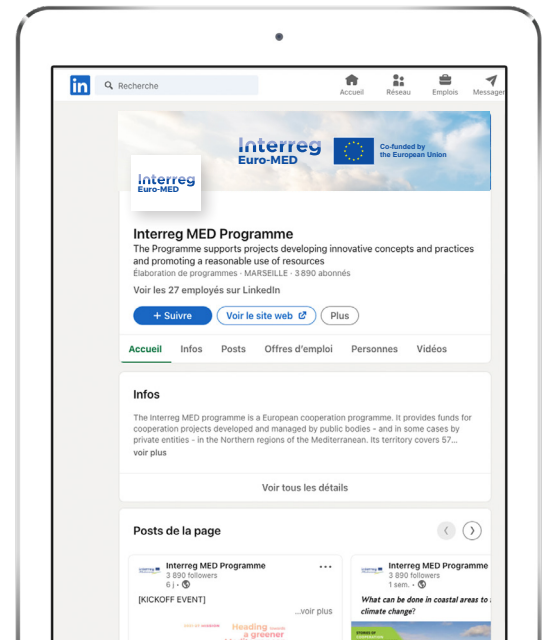 in
Recherche
Accueil
Réseau
Emplois
Messager
Interreg
Euro-MED
Co-funded by
the European Union
Interreg
Euro-MED
Interreg MED Programme
The Programme supports projects developing innovative concepts and practices
and promoting a reasonable use of resources
Élaboration de programmes · MARSEILLE · 3 890 abonnés
Voir les 27 employés sur LinkedIn
+ Suivre
Voir le site web
Plus
Accueil
Infos
Posts
Offres d'emploi
Personnes
Vidéos
Infos
The Interreg MED programme is a European cooperation programme. It provides funds for
cooperation projects developed and managed by public bodies - and in some cases by
private entities - in the Northern regions of the Mediterranean. Its territory covers 57...
voir plus
Voir tous les détails
Posts de la page
Interreg MED Programme
3 890 followers
6 j •
[KICKOFF EVENT]
...voir plus
Heading
a greener
Interreg MED Programme
3 890 followers
1 sem. •
What can be done in coastal areas to
climate change?
STORIES OF